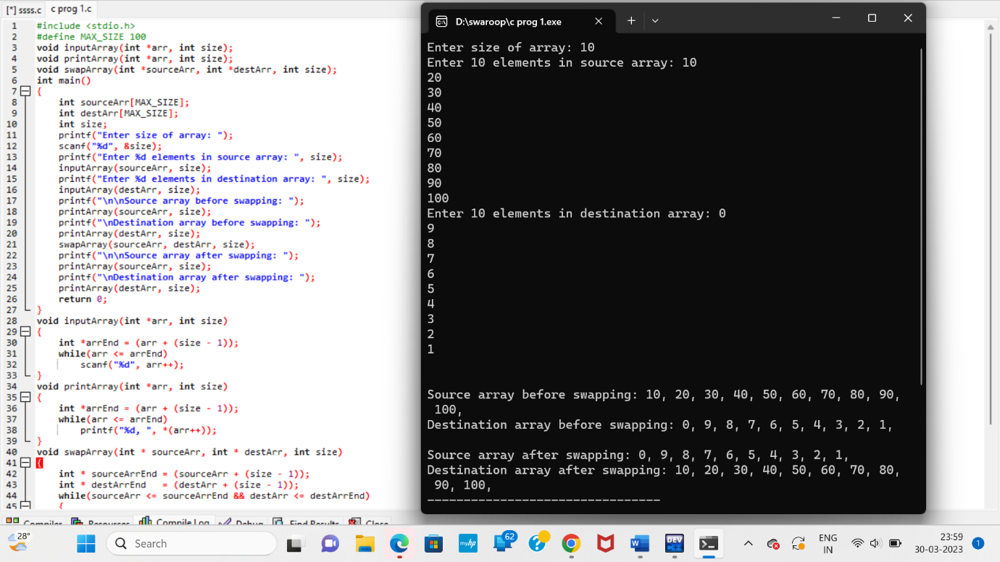 [*] ssss.c c prog 1.c
1 #include <stdio.h>
2 #define MAX_SIZE 100
3 void inputArray(int *arr, int size);
4 void printArray(int *arr, int size);
5 void swapArray(int *sourceArr, int *destArr, int size);
6 int main()
7 {
8 int sourceArr[MAX_SIZE];
9 int destArr[MAX_SIZE];
10 int size;
11 printf("Enter size of array: ");
12 scanf("%d", &size);
13 printf("Enter %d elements in source array: ", size);
14 inputArray(sourceArr, size);
15 printf("Enter %d elements in destination array: ", size);
16 inputArray(destArr, size);
17 printf("\n\nSource array before swapping: ");
18 printArray(sourceArr, size);
19 printf("\nDestination array before swapping: ");
20 printArray(destArr, size);
21 swapArray(sourceArr, destArr, size);
22 printf("\n\nSource array after swapping: ");
23 printArray(sourceArr, size);
24 printf("\nDestination array after swapping: ");
25 printArray(destArr, size);
26 return 0;
27 }
28 void inputArray(int *arr, int size)
29 {
30 int *arrEnd = (arr + (size - 1));
31 while(arr <= arrEnd)
32 scanf("%d", arr++);
33 }
34 void printArray(int *arr, int size)
35 {
36 int *arrEnd = (arr + (size - 1));
37 while(arr <= arrEnd)
38 printf("%d, ", *(arr++));
39 }
40 void swapArray(int * sourceArr, int * destArr, int size)
41 {
42 int * sourceArrEnd = (sourceArr + (size - 1));
43 int * destArrEnd = (destArr + (size - 1));
44 while(sourceArr <= sourceArrEnd && destArr <= destArrEnd)
45 {
Compiler Resources Compile Log Debug Find Results Close
D:\swaroop\c prog 1.exe
Enter size of array: 10
Enter 10 elements in source array: 10
20
30
40
50
60
70
80
90
100
Enter 10 elements in destination array: 0
9
8
7
6
5
4
3
2
1
Source array before swapping: 10, 20, 30, 40, 50, 60, 70, 80, 90,
100,
Destination array before swapping: 0, 9, 8, 7, 6, 5, 4, 3, 2, 1,
Source array after swapping: 0, 9, 8, 7, 6, 5, 4, 3, 2, 1,
Destination array after swapping: 10, 20, 30, 40, 50, 60, 70, 80,
90, 100,
--------------------------------
28°
Search
myhp
62
W
DEV
C++
ENG
IN
23:59
30-03-2023
1